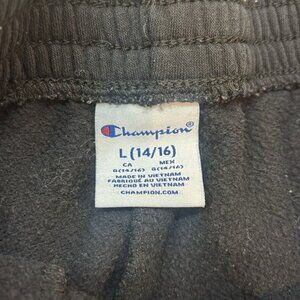 Champion®
L (14/16)
CA MEX
G(14/16) G(14/16)
MADE IN VIETNAM
FABRIQUÉ AU VIETNAM
HECHO EN VIETNAM
CHAMPION.COM